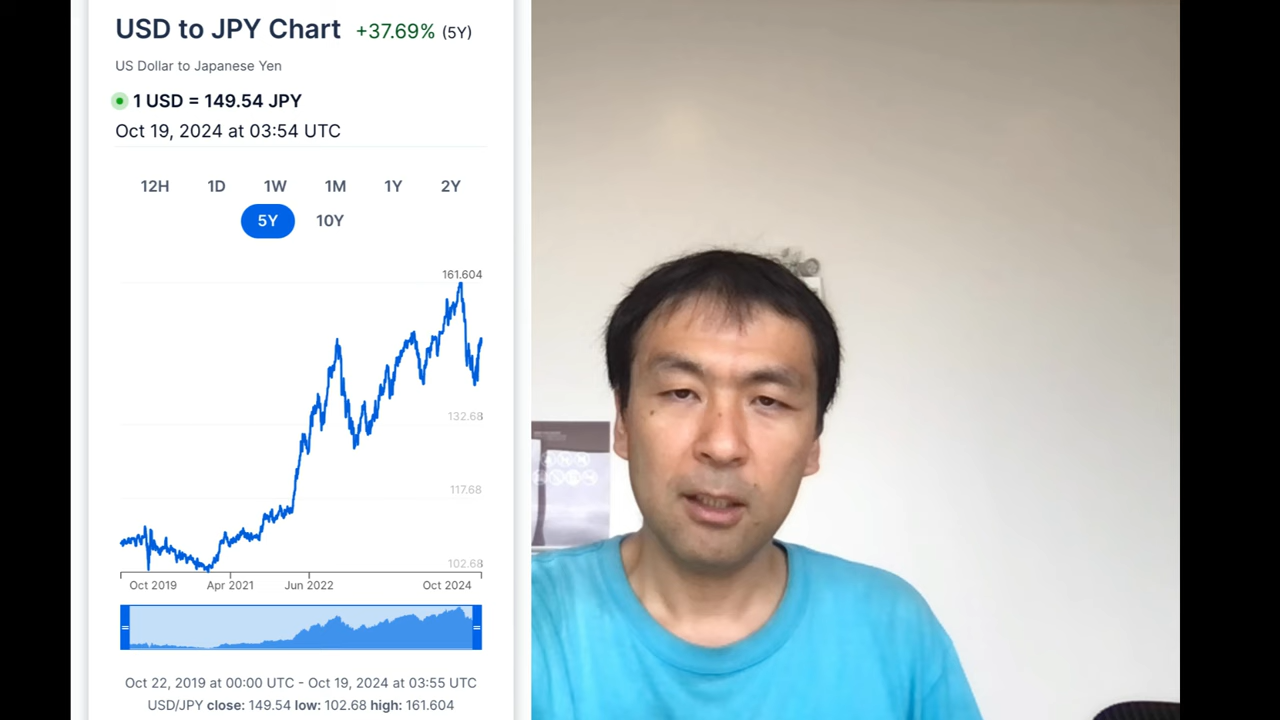 USD to JPY Chart +37.69% (5Y)
US Dollar to Japanese Yen
1 USD = 149.54 JPY
Oct 19, 2024 at 03:54 UTC
12H 1D 1W 1M 1Y 2Y
5Y 10Y
161.604
132.68
117.68
102.68
Oct 2019 Apr 2021 Jun 2022 Oct 2024
Oct 22, 2019 at 00:00 UTC - Oct 19, 2024 at 03:55 UTC
USD/JPY close: 149.54 low: 102.68 high: 161.604